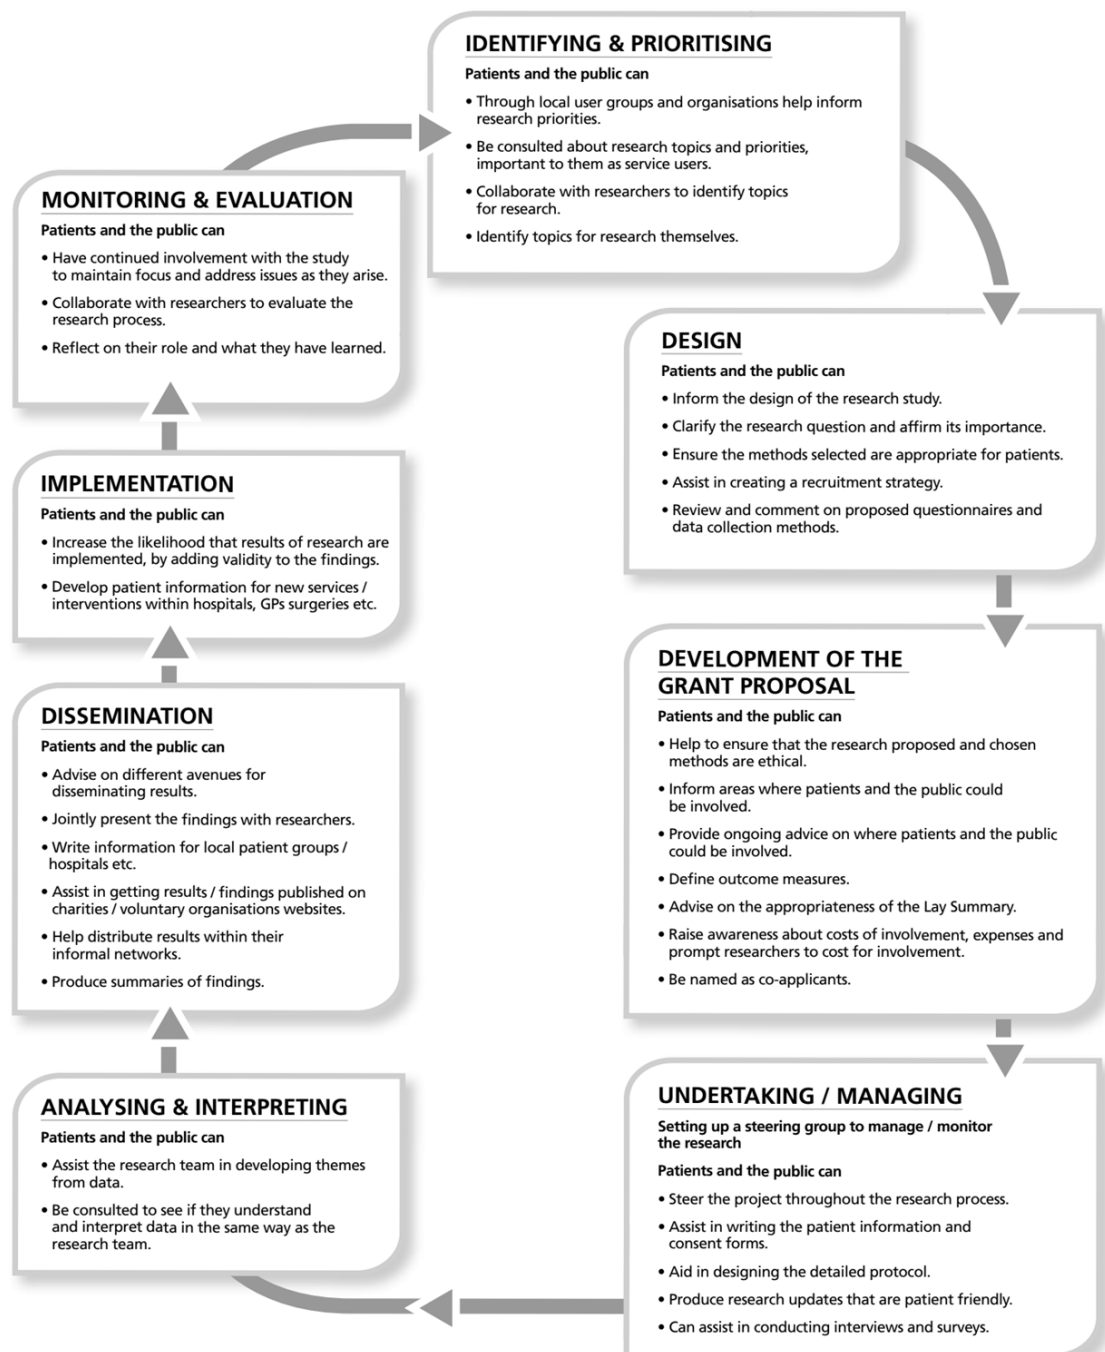 IDENTIFYING & PRIORITISING
Patients and the public can
• Through local user groups and organisations help inform
research priorities.
• Be consulted about research topics and priorities,
important to them as service users.
• Collaborate with researchers to identify topics
for research.
• Identify topics for research themselves.
DESIGN
Patients and the public can
• Inform the design of the research study.
• Clarify the research question and affirm its importance.
• Ensure the methods selected are appropriate for patients.
• Assist in creating a recruitment strategy.
• Review and comment on proposed questionnaires and
data collection methods.
DEVELOPMENT OF THE
GRANT PROPOSAL
Patients and the public can
• Help to ensure that the research proposed and chosen
methods are ethical.
• Inform areas where patients and the public could
be involved.
• Provide ongoing advice on where patients and the public
could be involved.
• Define outcome measures.
• Advise on the appropriateness of the Lay Summary.
• Raise awareness about costs of involvement, expenses and
prompt researchers to cost for involvement.
• Be named as co-applicants.
UNDERTAKING / MANAGING
Setting up a steering group to manage / monitor
the research
Patients and the public can
• Steer the project throughout the research process.
• Assist in writing the patient information and
consent forms.
• Aid in designing the detailed protocol.
• Produce research updates that are patient friendly.
• Can assist in conducting interviews and surveys.
ANALYSING & INTERPRETING
Patients and the public can
• Assist the research team in developing themes
from data.
• Be consulted to see if they understand
and interpret data in the same way as the
research team.
DISSEMINATION
Patients and the public can
• Advise on different avenues for
disseminating results.
• Jointly present the findings with researchers.
• Write information for local patient groups /
hospitals etc.
• Assist in getting results / findings published on
charities / voluntary organisations websites.
• Help distribute results within their
informal networks.
• Produce summaries of findings.
IMPLEMENTATION
Patients and the public can
• Increase the likelihood that results of research are
implemented, by adding validity to the findings.
• Develop patient information for new services /
interventions within hospitals, GPs surgeries etc.
MONITORING & EVALUATION
Patients and the public can
• Have continued involvement with the study
to maintain focus and address issues as they arise.
• Collaborate with researchers to evaluate the
research process.
• Reflect on their role and what they have learned.